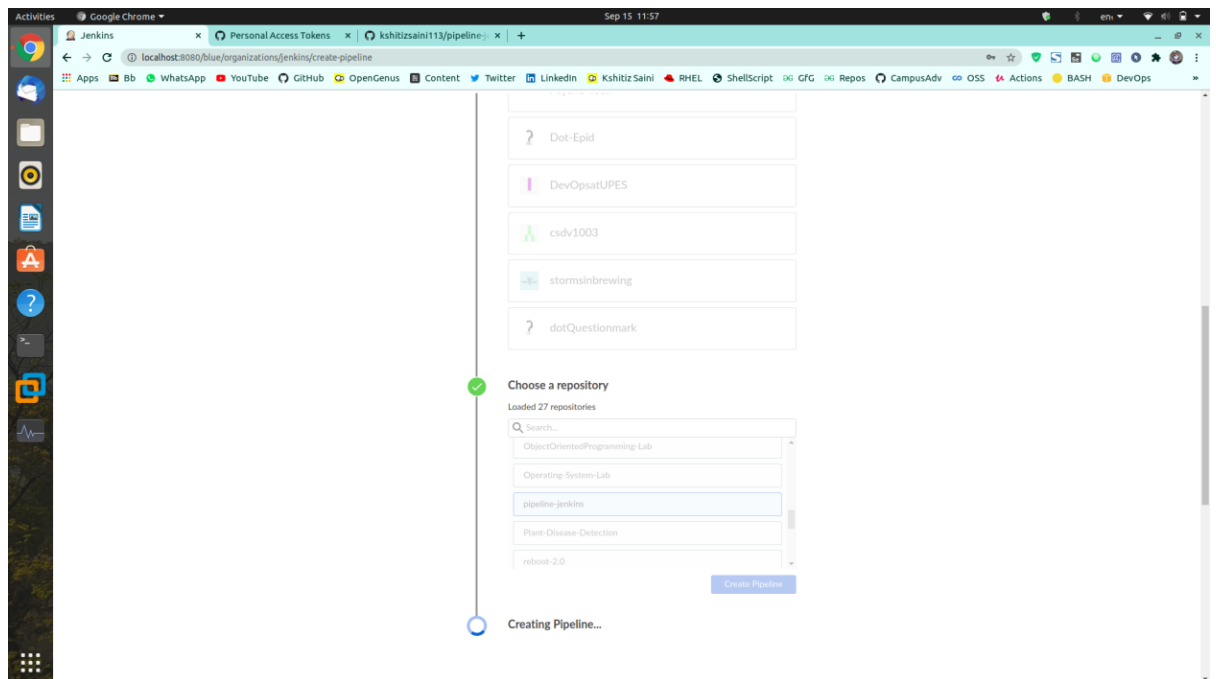 Activities Google Chrome Sep 15 11:57 en
Jenkins Personal Access Tokens kshitizsaini113/pipeline-j
localhost:8080/blue/organizations/jenkins/create-pipeline
Apps Bb WhatsApp YouTube GitHub OpenGenus Content Twitter LinkedIn Kshitiz Saini RHEL ShellScript GfG Repos CampusAdv OSS Actions BASH DevOps »
Dot-Epid
DevOpsatUPES
csdv1003
stormsinbrewing
dotQuestionmark
Choose a repository
Loaded 27 repositories
Search...
ObjectOrientedProgramming-Lab
Operating-System-Lab
pipeline-jenkins
Plant-Disease-Detection
reboot-2.0
Create Pipeline
Creating Pipeline...